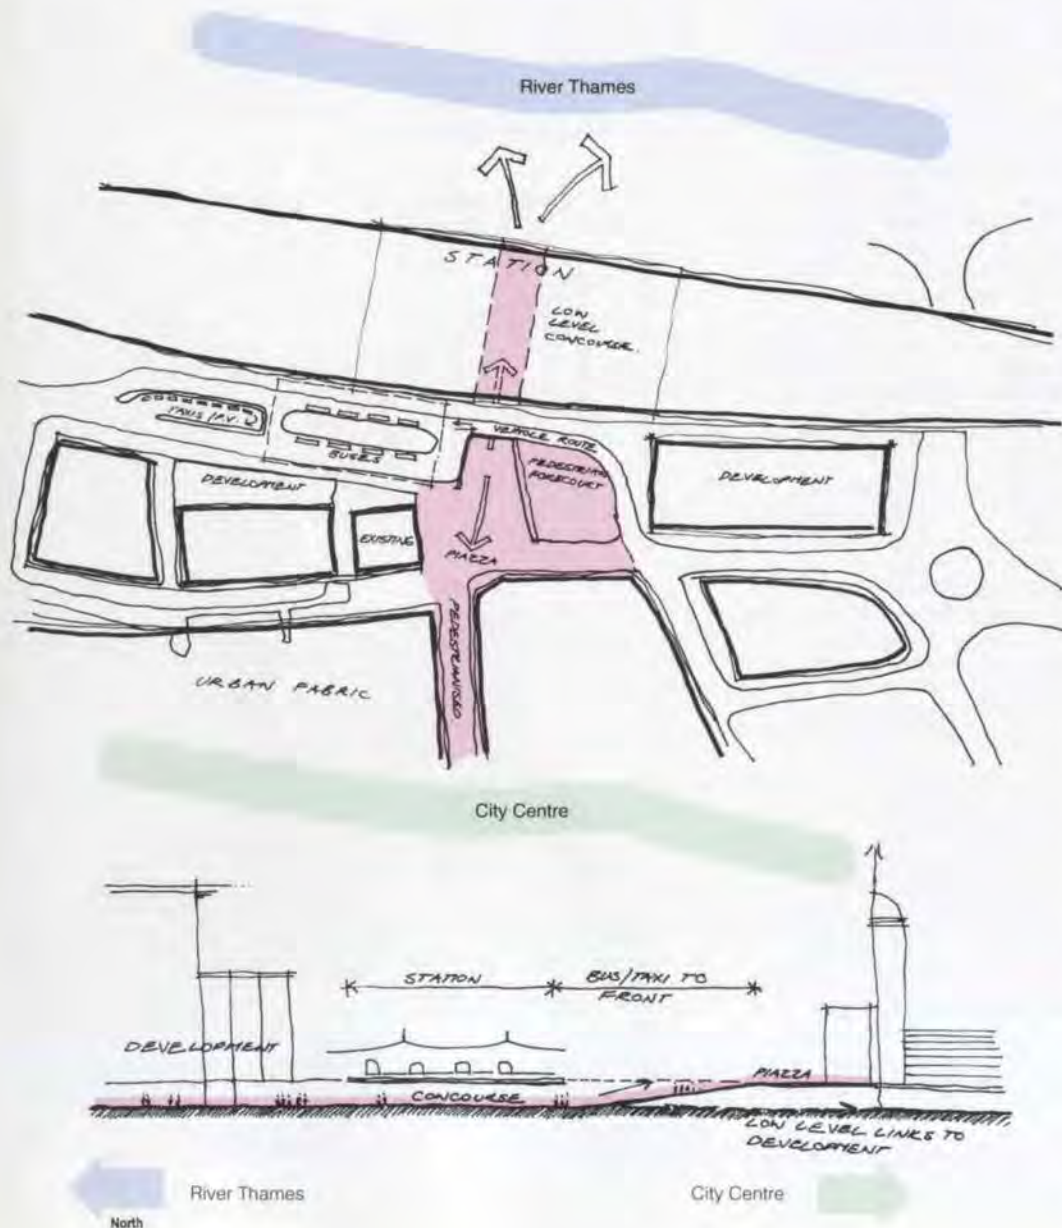 River Thames
STATION
LOW
LEVEL
CONCOURSE.
TAXIS / P.V.
BUSES
VEHICLE ROUTE
PEDESTRIAN
FORECOURT
DEVELOPMENT
DEVELOPMENT
EXISTING
PIAZZA
PEDESTRIANISED
URBAN FABRIC
City Centre
STATION
BUS/TAXI TO
FRONT
DEVELOPMENT
PIAZZA
CONCOURSE
LOW LEVEL LINKS TO
DEVELOPMENT
River Thames
City Centre
North